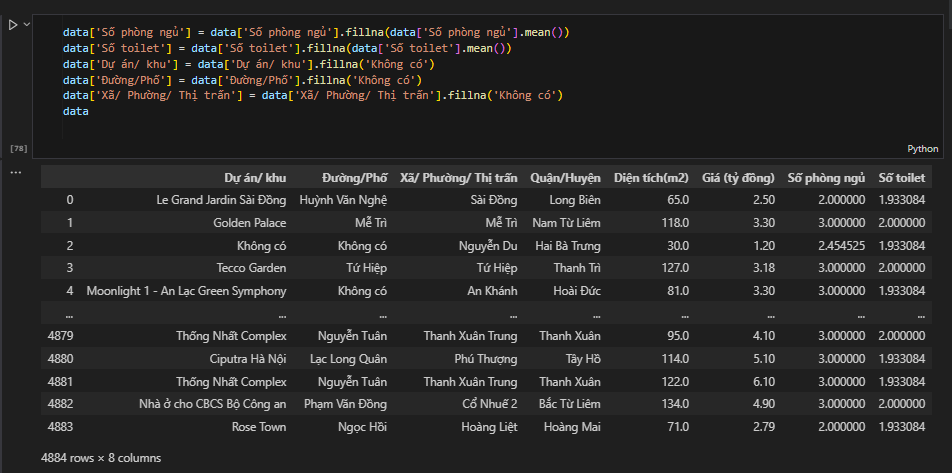 data['Số phòng ngủ'] = data['Số phòng ngủ'].fillna(data['Số phòng ngủ'].mean())
data['Số toilet'] = data['Số toilet'].fillna(data['Số toilet'].mean())
data['Dự án/ khu'] = data['Dự án/ khu'].fillna('Không có')
data['Đường/Phố'] = data['Đường/Phố'].fillna('Không có')
data['Xã/ Phường/ Thị trấn'] = data['Xã/ Phường/ Thị trấn'].fillna('Không có')
data
[78]
Python
...
Dự án/ khu Đường/Phố Xã/ Phường/ Thị trấn Quận/Huyện Diện tích(m2) Giá (tỷ đồng) Số phòng ngủ Số toilet
0 Le Grand Jardin Sài Đồng Huỳnh Văn Nghệ Sài Đồng Long Biên 65.0 2.50 2.000000 1.933084
1 Golden Palace Mễ Trì Mễ Trì Nam Từ Liêm 118.0 3.30 3.000000 2.000000
2 Không có Không có Nguyễn Du Hai Bà Trưng 30.0 1.20 2.454525 1.933084
3 Tecco Garden Tứ Hiệp Tứ Hiệp Thanh Trì 127.0 3.18 3.000000 2.000000
4 Moonlight 1 - An Lạc Green Symphony Không có An Khánh Hoài Đức 81.0 3.30 3.000000 1.933084
... ... ... ... ... ... ... ... ...
4879 Thống Nhất Complex Nguyễn Tuân Thanh Xuân Trung Thanh Xuân 95.0 4.10 3.000000 2.000000
4880 Ciputra Hà Nội Lạc Long Quân Phú Thượng Tây Hồ 114.0 5.10 3.000000 1.933084
4881 Thống Nhất Complex Nguyễn Tuân Thanh Xuân Trung Thanh Xuân 122.0 6.10 3.000000 1.933084
4882 Nhà ở cho CBCS Bộ Công an Phạm Văn Đồng Cổ Nhuế 2 Bắc Từ Liêm 134.0 4.90 3.000000 2.000000
4883 Rose Town Ngọc Hồi Hoàng Liệt Hoàng Mai 71.0 2.79 2.000000 1.933084
4884 rows × 8 columns